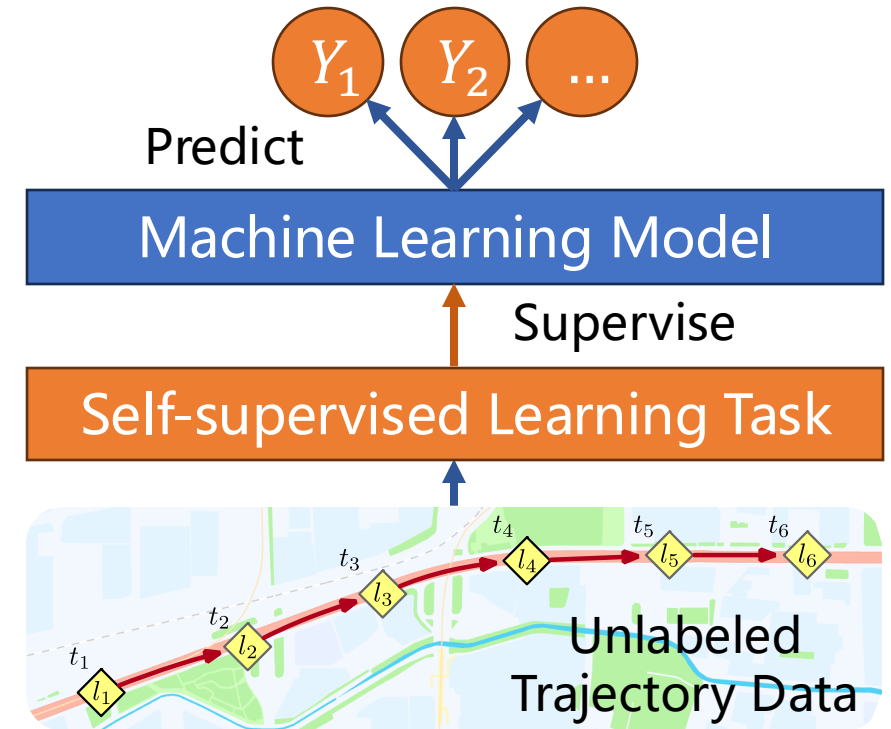 Y₁ Y₂ ...
Predict
Machine Learning Model
Supervise
Self-supervised Learning Task
t₁ t₂ t₃ t₄ t₅ t₆
l₁ l₂ l₃ l₄ l₅ l₆
Unlabeled
Trajectory Data